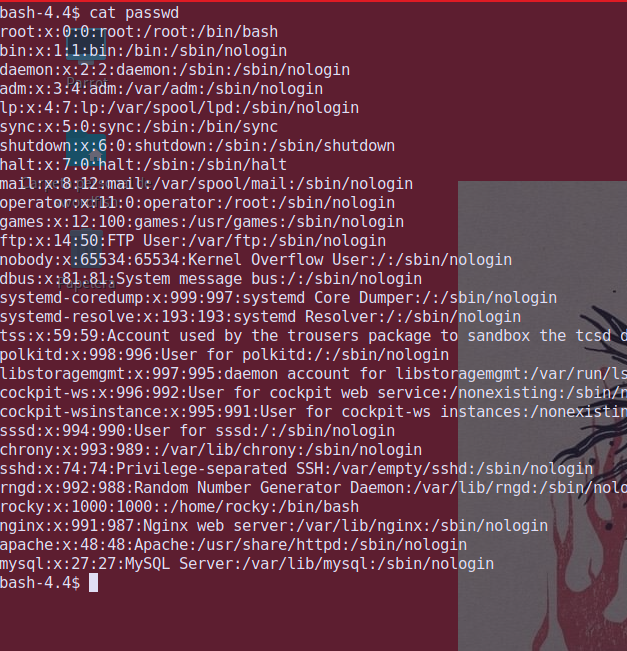 bash-4.4$ cat passwd
root:x:0:0:root:/root:/bin/bash
bin:x:1:1:bin:/bin:/sbin/nologin
daemon:x:2:2:daemon:/sbin:/sbin/nologin
adm:x:3:4:adm:/var/adm:/sbin/nologin
lp:x:4:7:lp:/var/spool/lpd:/sbin/nologin
sync:x:5:0:sync:/sbin:/bin/sync
shutdown:x:6:0:shutdown:/sbin:/sbin/shutdown
halt:x:7:0:halt:/sbin:/sbin/halt
mail:x:8:12:mail:/var/spool/mail:/sbin/nologin
operator:x:11:0:operator:/root:/sbin/nologin
games:x:12:100:games:/usr/games:/sbin/nologin
ftp:x:14:50:FTP User:/var/ftp:/sbin/nologin
nobody:x:65534:65534:Kernel Overflow User:/:/sbin/nologin
dbus:x:81:81:System message bus:/:/sbin/nologin
systemd-coredump:x:999:997:systemd Core Dumper:/:/sbin/nologin
systemd-resolve:x:193:193:systemd Resolver:/:/sbin/nologin
tss:x:59:59:Account used by the trousers package to sandbox the tcsd d
polkitd:x:998:996:User for polkitd:/:/sbin/nologin
libstoragemgmt:x:997:995:daemon account for libstoragemgmt:/var/run/ls
cockpit-ws:x:996:992:User for cockpit web service:/nonexisting:/sbin/n
cockpit-wsinstance:x:995:991:User for cockpit-ws instances:/nonexistin
sssd:x:994:990:User for sssd:/:/sbin/nologin
chrony:x:993:989::/var/lib/chrony:/sbin/nologin
sshd:x:74:74:Privilege-separated SSH:/var/empty/sshd:/sbin/nologin
rngd:x:992:988:Random Number Generator Daemon:/var/lib/rngd:/sbin/nolo
rocky:x:1000:1000::/home/rocky:/bin/bash
nginx:x:991:987:Nginx web server:/var/lib/nginx:/sbin/nologin
apache:x:48:48:Apache:/usr/share/httpd:/sbin/nologin
mysql:x:27:27:MySQL Server:/var/lib/mysql:/sbin/nologin
bash-4.4$